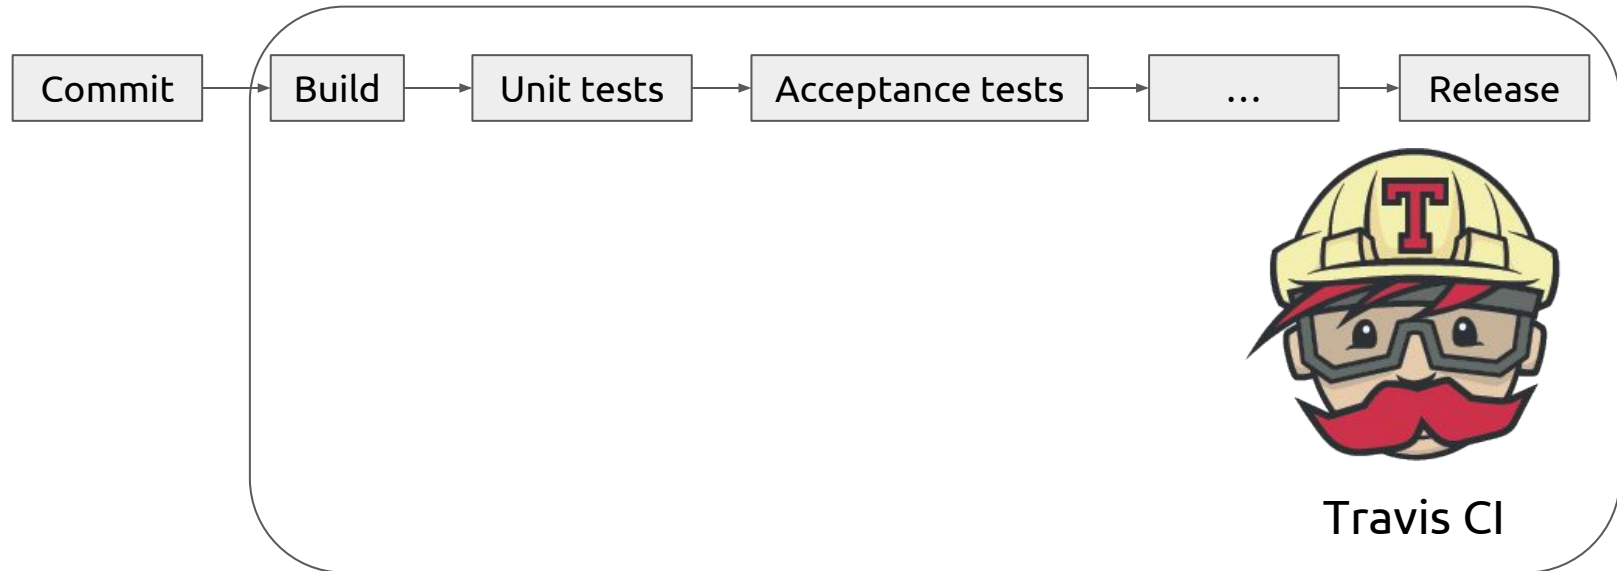 Commit
Build
Unit tests
Acceptance tests
...
Release
T
Travis CI